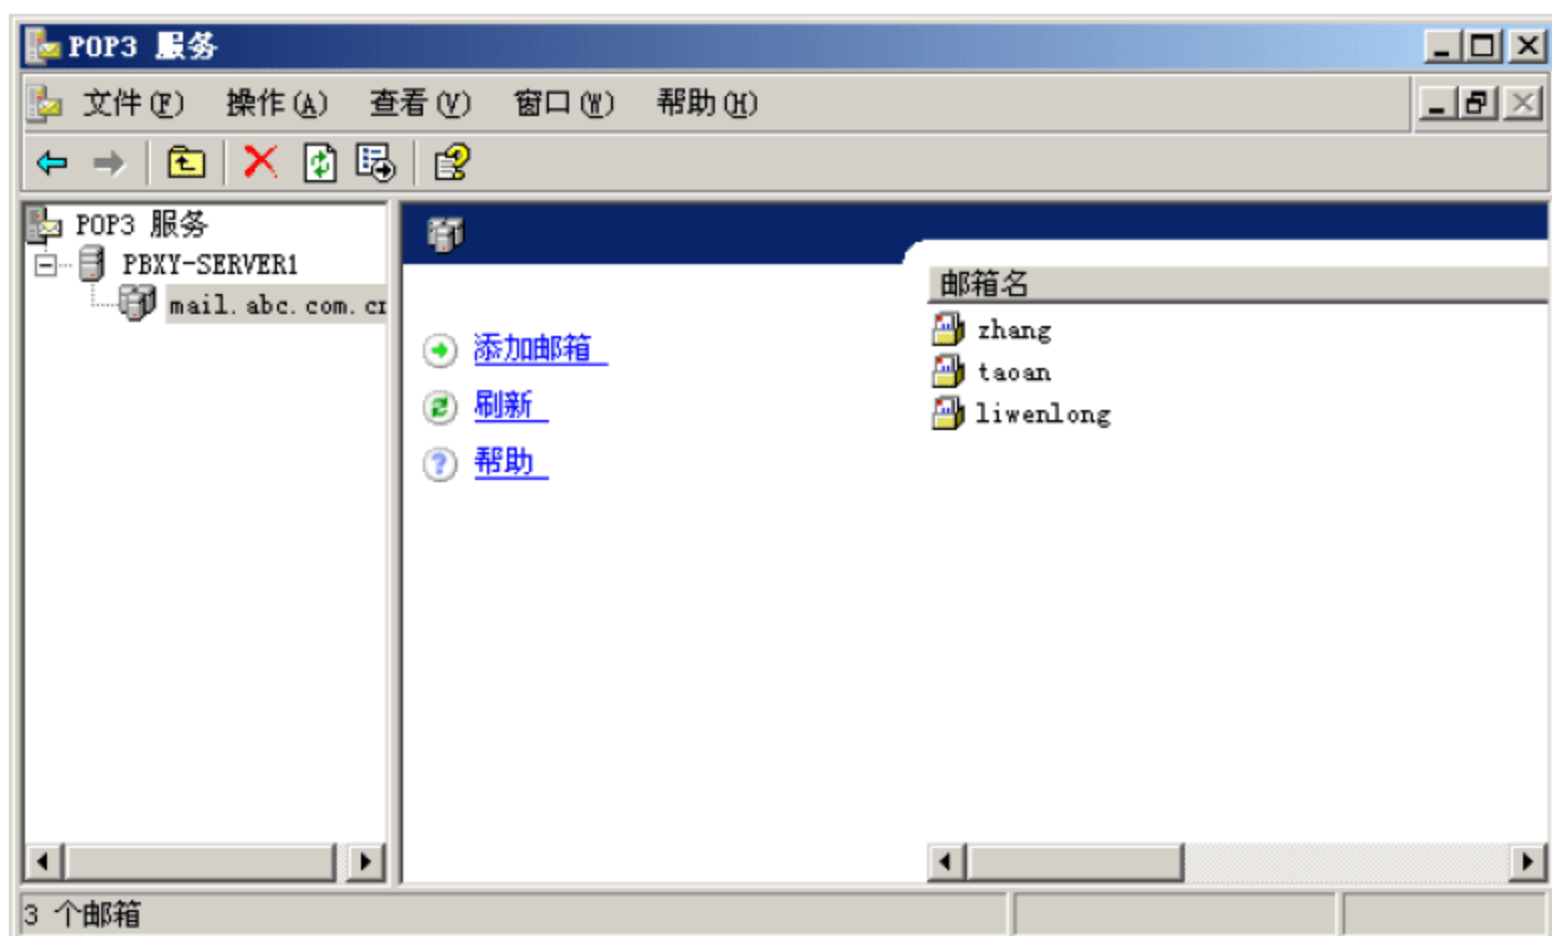 POP3 服务
文件(F) 操作(A) 查看(V) 窗口(W) 帮助(H)
POP3 服务
PBXY-SERVER1
mail.abc.com.cn
添加邮箱
刷新
帮助
邮箱名
zhang
taoan
liwenlong
3 个邮箱